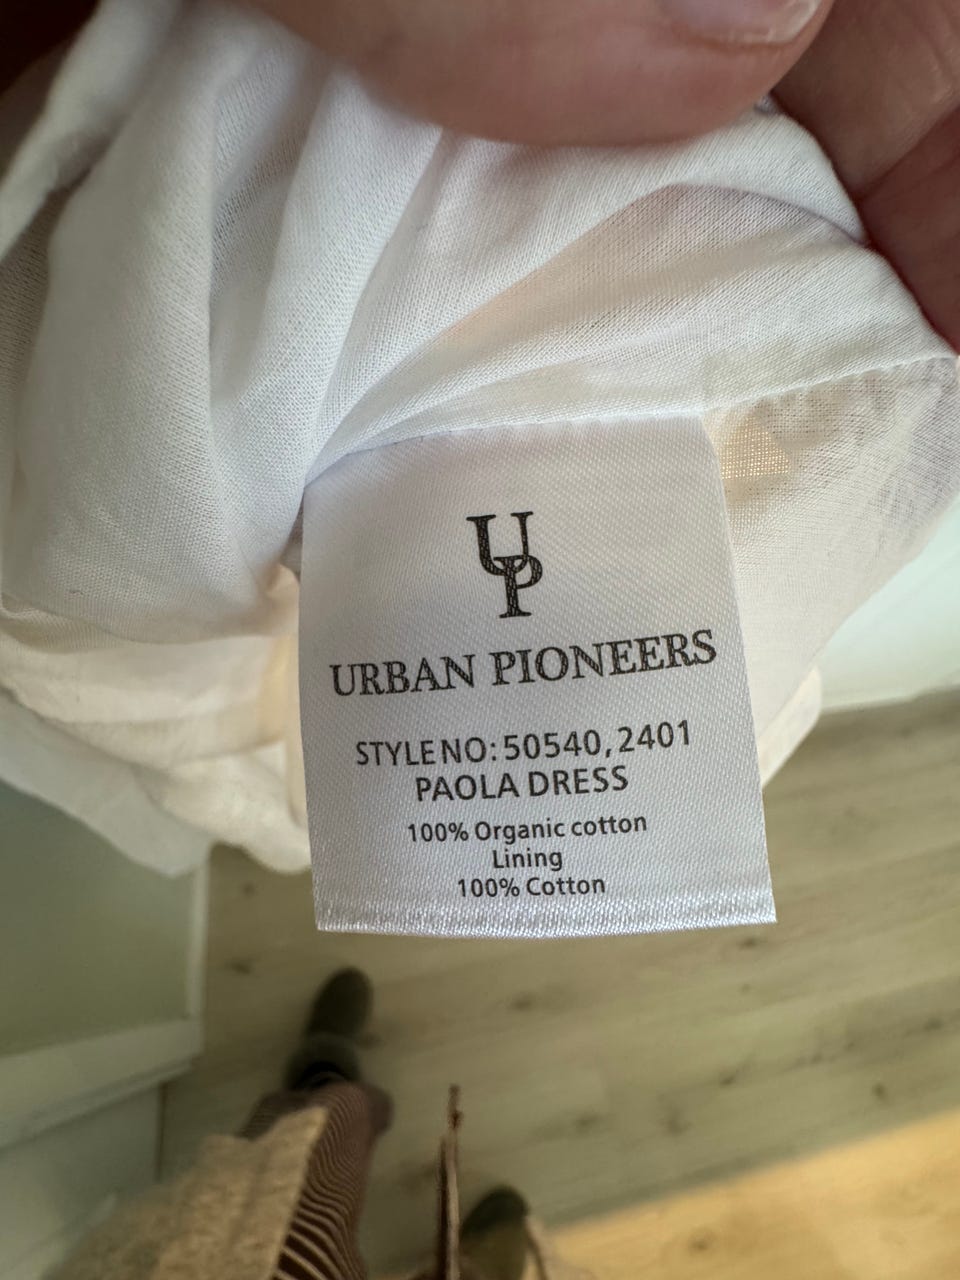 UP
URBAN PIONEERS
STYLE NO: 50540, 2401
PAOLA DRESS
100% Organic cotton
Lining
100% Cotton